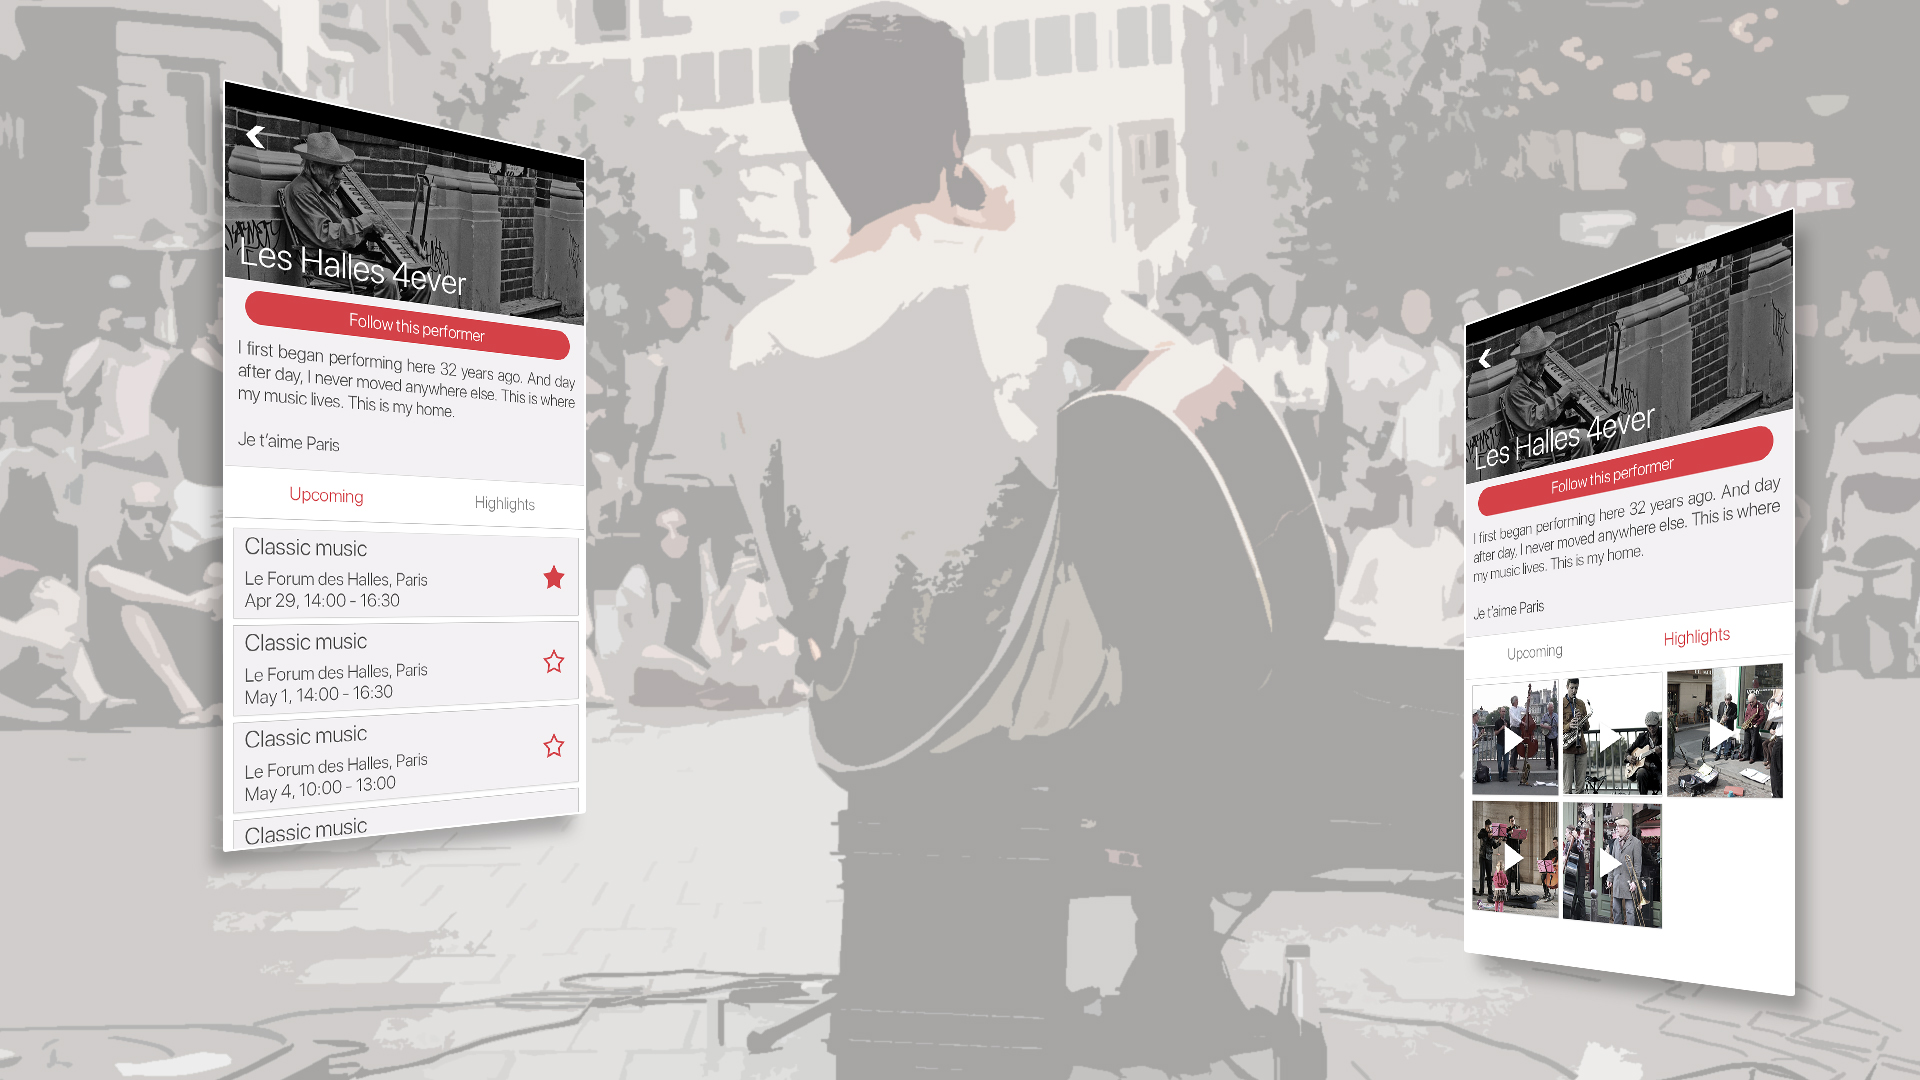 Les Halles 4ever
Follow this performer
I first began performing here 32 years ago. And day
after day, I never moved anywhere else. This is where
my music lives. This is my home.
Je t'aime Paris
Upcoming
Highlights
Classic music
Le Forum des Halles, Paris
Apr 29, 14:00 - 16:30
Classic music
Le Forum des Halles, Paris
May 1, 14:00 - 16:30
Classic music
Le Forum des Halles, Paris
May 4, 10:00 - 13:00
Classic music
HYPE
Les Halles 4ever
Follow this performer
I first began performing here 32 years ago. And day
after day, I never moved anywhere else. This is where
my music lives. This is my home.
Je t'aime Paris
Upcoming
Highlights